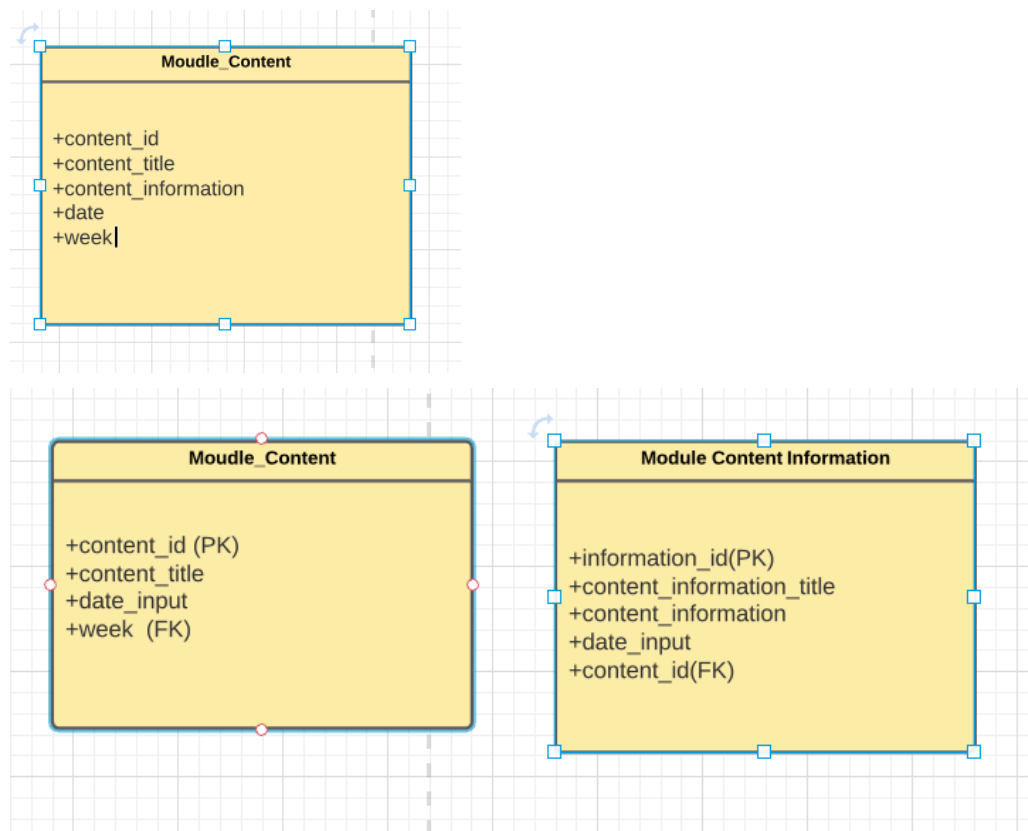 Moudle_Content
+content_id
+content_title
+content_information
+date
+week
Moudle_Content
+content_id (PK)
+content_title
+date_input
+week (FK)
Module Content Information
+information_id(PK)
+content_information_title
+content_information
+date_input
+content_id(FK)